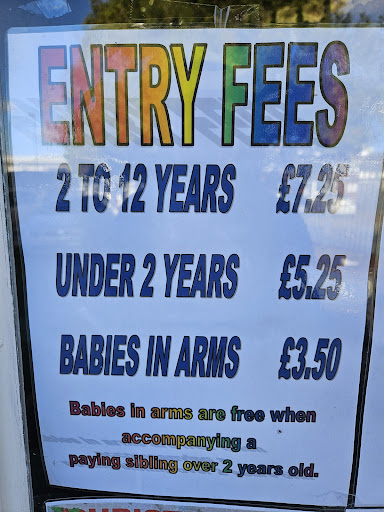 ENTRY FEES
2 TO 12 YEARS £7.25
UNDER 2 YEARS £5.25
BABIES IN ARMS £3.50
Babies in arms are free when
accompanying a
paying sibling over 2 years old.